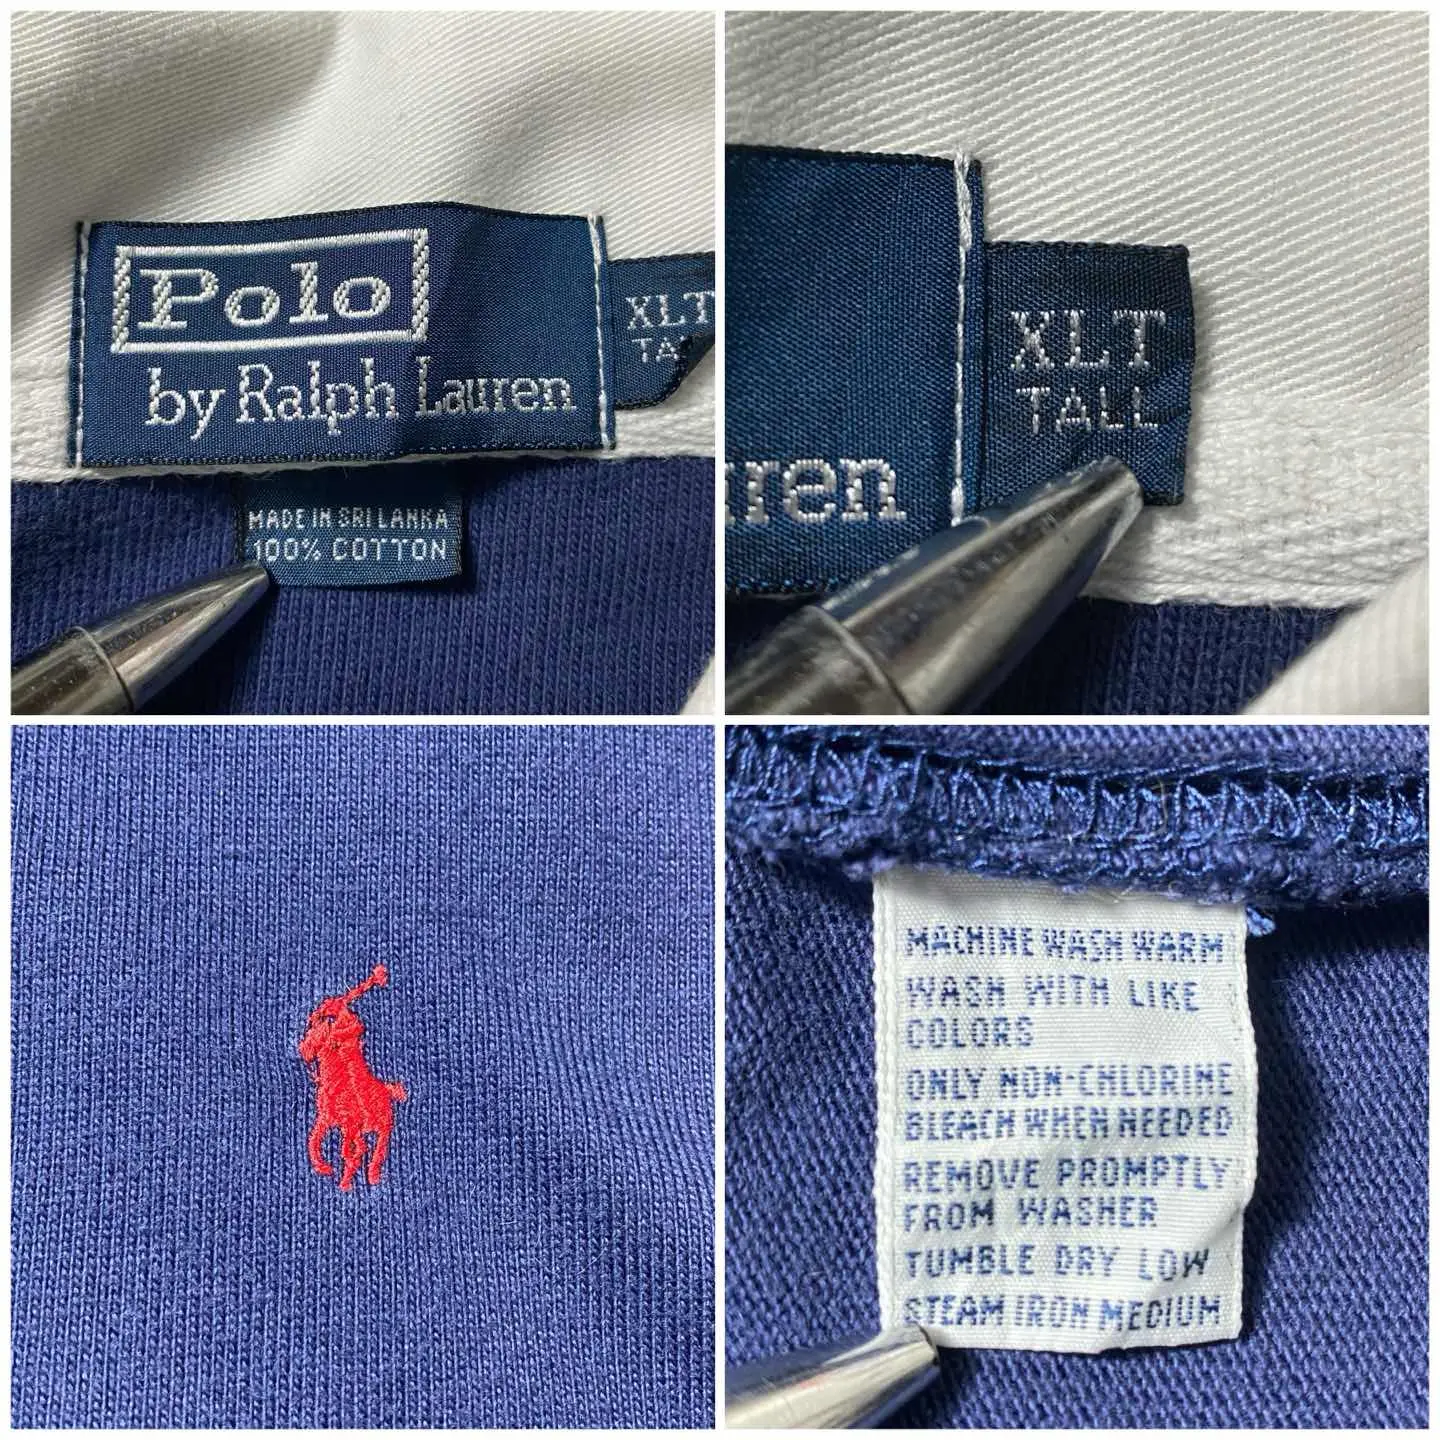 Polo
by Ralph Lauren
XLT
TA
MADE IN SRI LANKA
100% COTTON
XLT
TALL
uren
MACHINE WASH WARM
WASH WITH LIKE
COLORS
ONLY NON-CHLORINE
BLEACH WHEN NEEDED
REMOVE PROMPTLY
FROM WASHER
TUMBLE DRY LOW
STEAM IRON MEDIUM